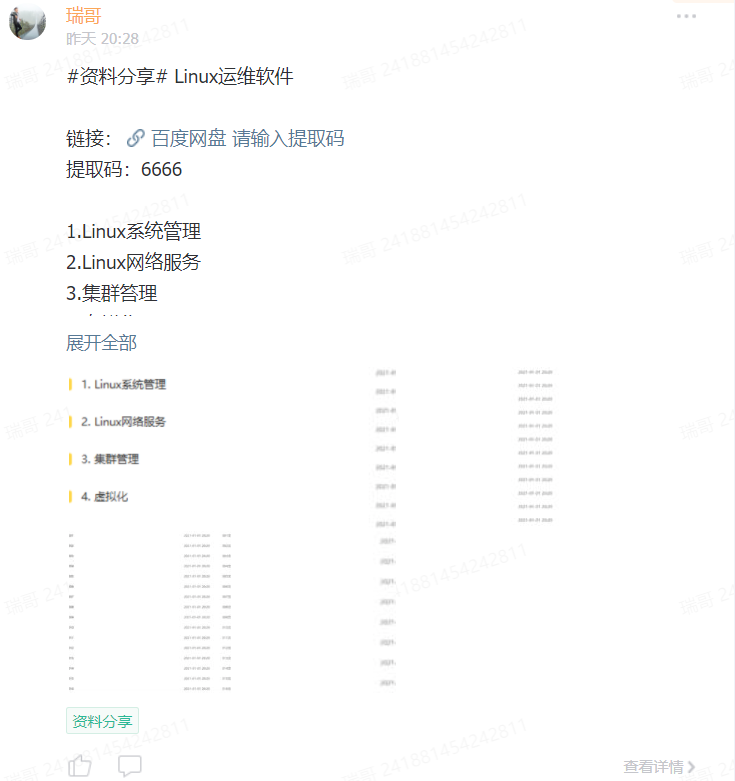 瑞哥
昨天 20:28
#资料分享# Linux运维软件
链接： 百度网盘 请输入提取码
提取码：6666
1.Linux系统管理
2.Linux网络服务
3.集群管理
展开全部
1. Linux系统管理
2. Linux网络服务
3. 集群管理
4. 虚拟化
资料分享
查看详情
瑞哥 241881454242811